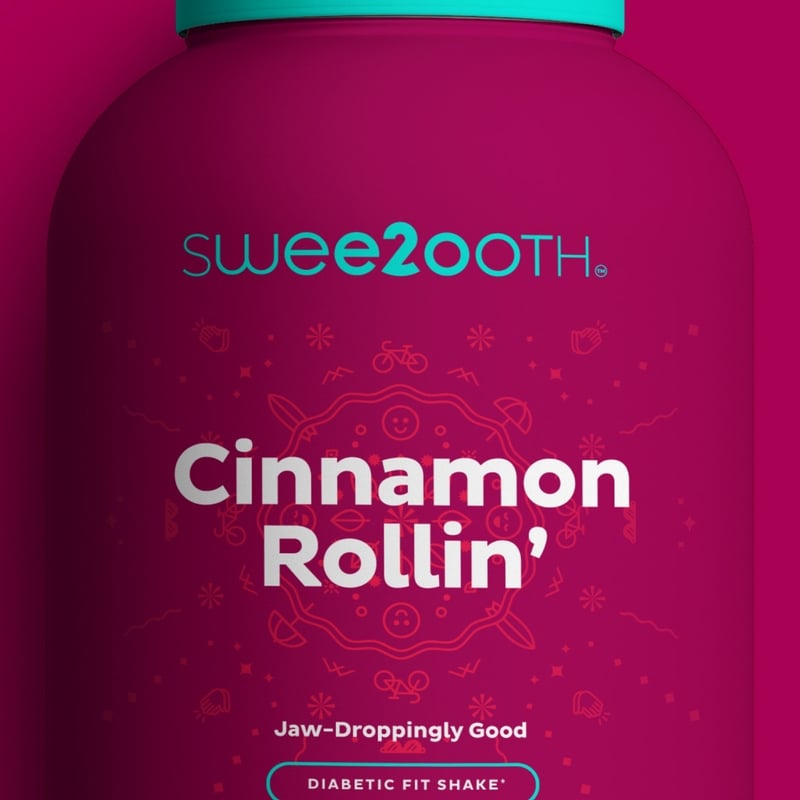 swee2ooTH™
Cinnamon
Rollin’
Jaw-Droppingly Good
DIABETIC FIT SHAKE*